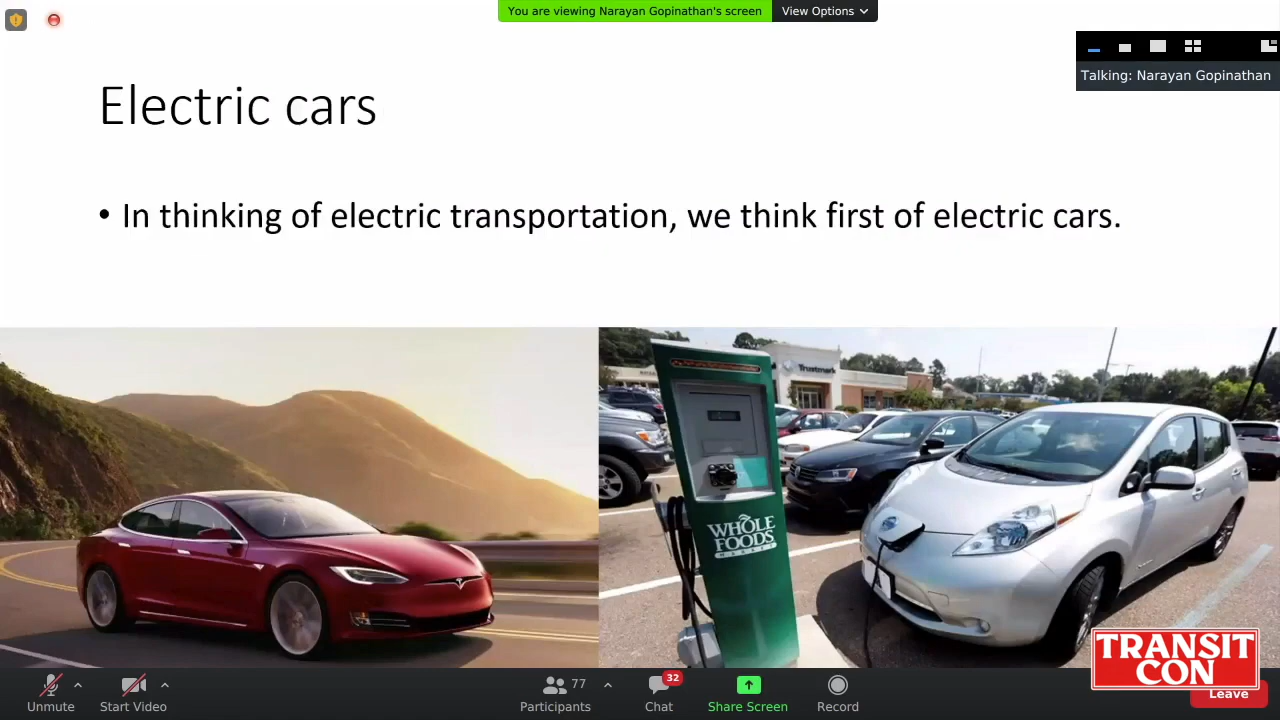 You are viewing Narayan Gopinathan's screen
View Options
Talking: Narayan Gopinathan
Electric cars
• In thinking of electric transportation, we think first of electric cars.
Trustmark
WHOLE
FOODS
MARKET
TRANSIT
CON
Unmute
Start Video
77
Participants
32
Chat
Share Screen
Record
Leave